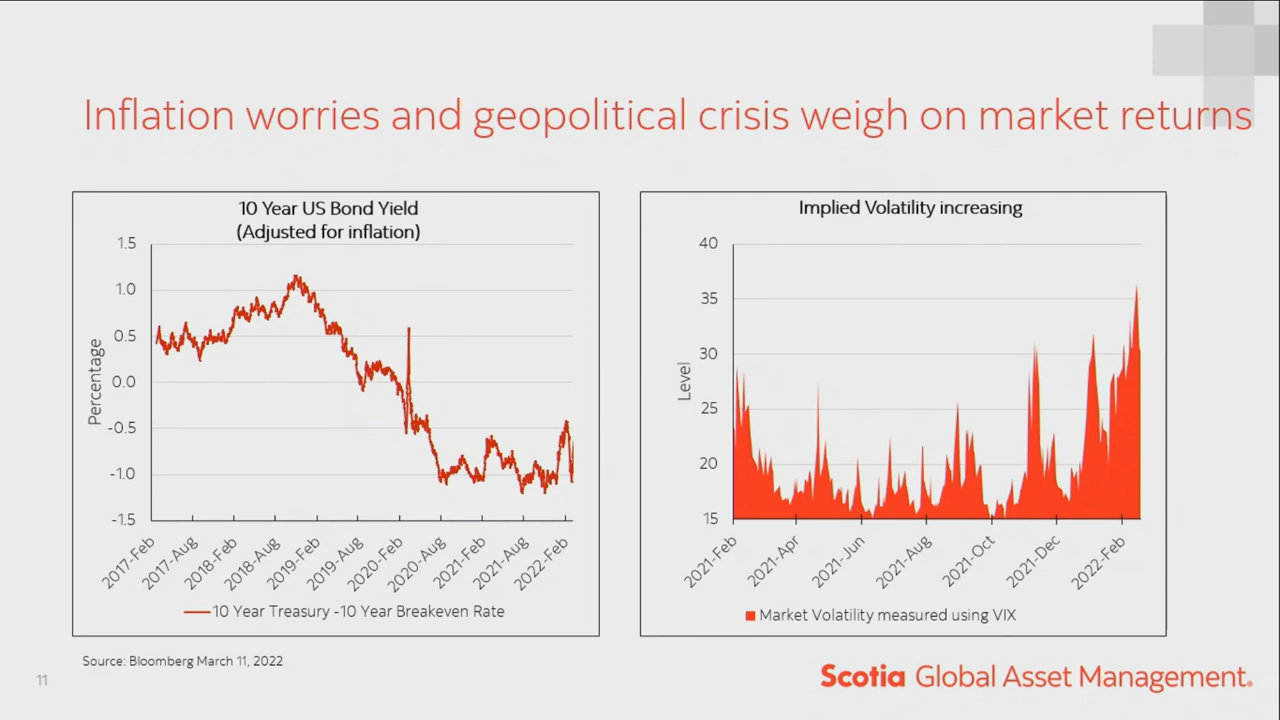 Inflation worries and geopolitical crisis weigh on market returns
10 Year US Bond Yield
(Adjusted for inflation)
1.5
1.0
0.5
0.0
-0.5
-1.0
-1.5
Percentage
2017-Feb
2017-Aug
2018-Feb
2018-Aug
2019-Feb
2019-Aug
2020-Feb
2020-Aug
2021-Feb
2021-Aug
2022-Feb
10 Year Treasury -10 Year Breakeven Rate
Implied Volatility increasing
40
35
30
25
20
15
Level
2021-Feb
2021-Apr
2021-Jun
2021-Aug
2021-Oct
2021-Dec
2022-Feb
Market Volatility measured using VIX
Source: Bloomberg March 11, 2022
11
Scotia Global Asset Management.